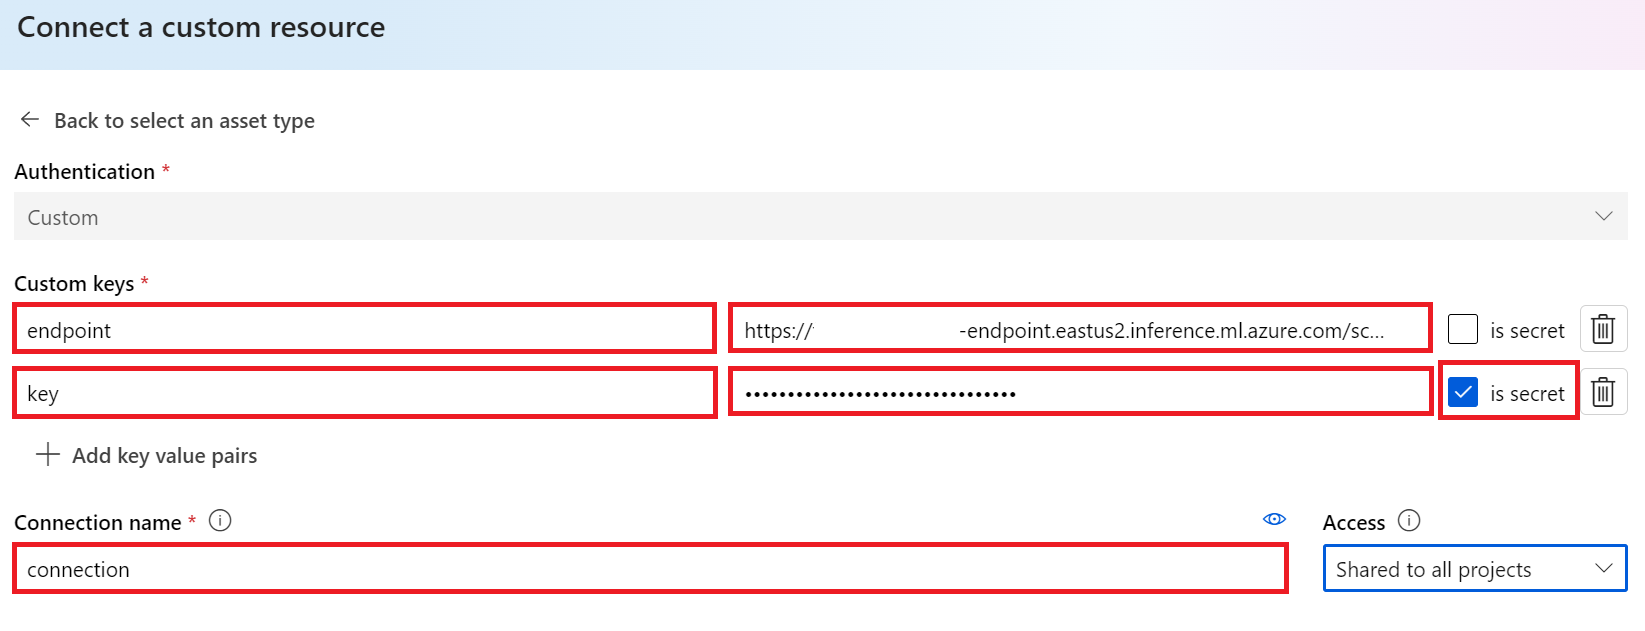 Connect a custom resource
Back to select an asset type
Authentication *
Custom
Custom keys *
endpoint https:// -endpoint.eastus2.inference.ml.azure.com/sc... is secret
key •••••••••••••••••••••••••••••••• is secret
Add key value pairs
Connection name * Access
connection Shared to all projects